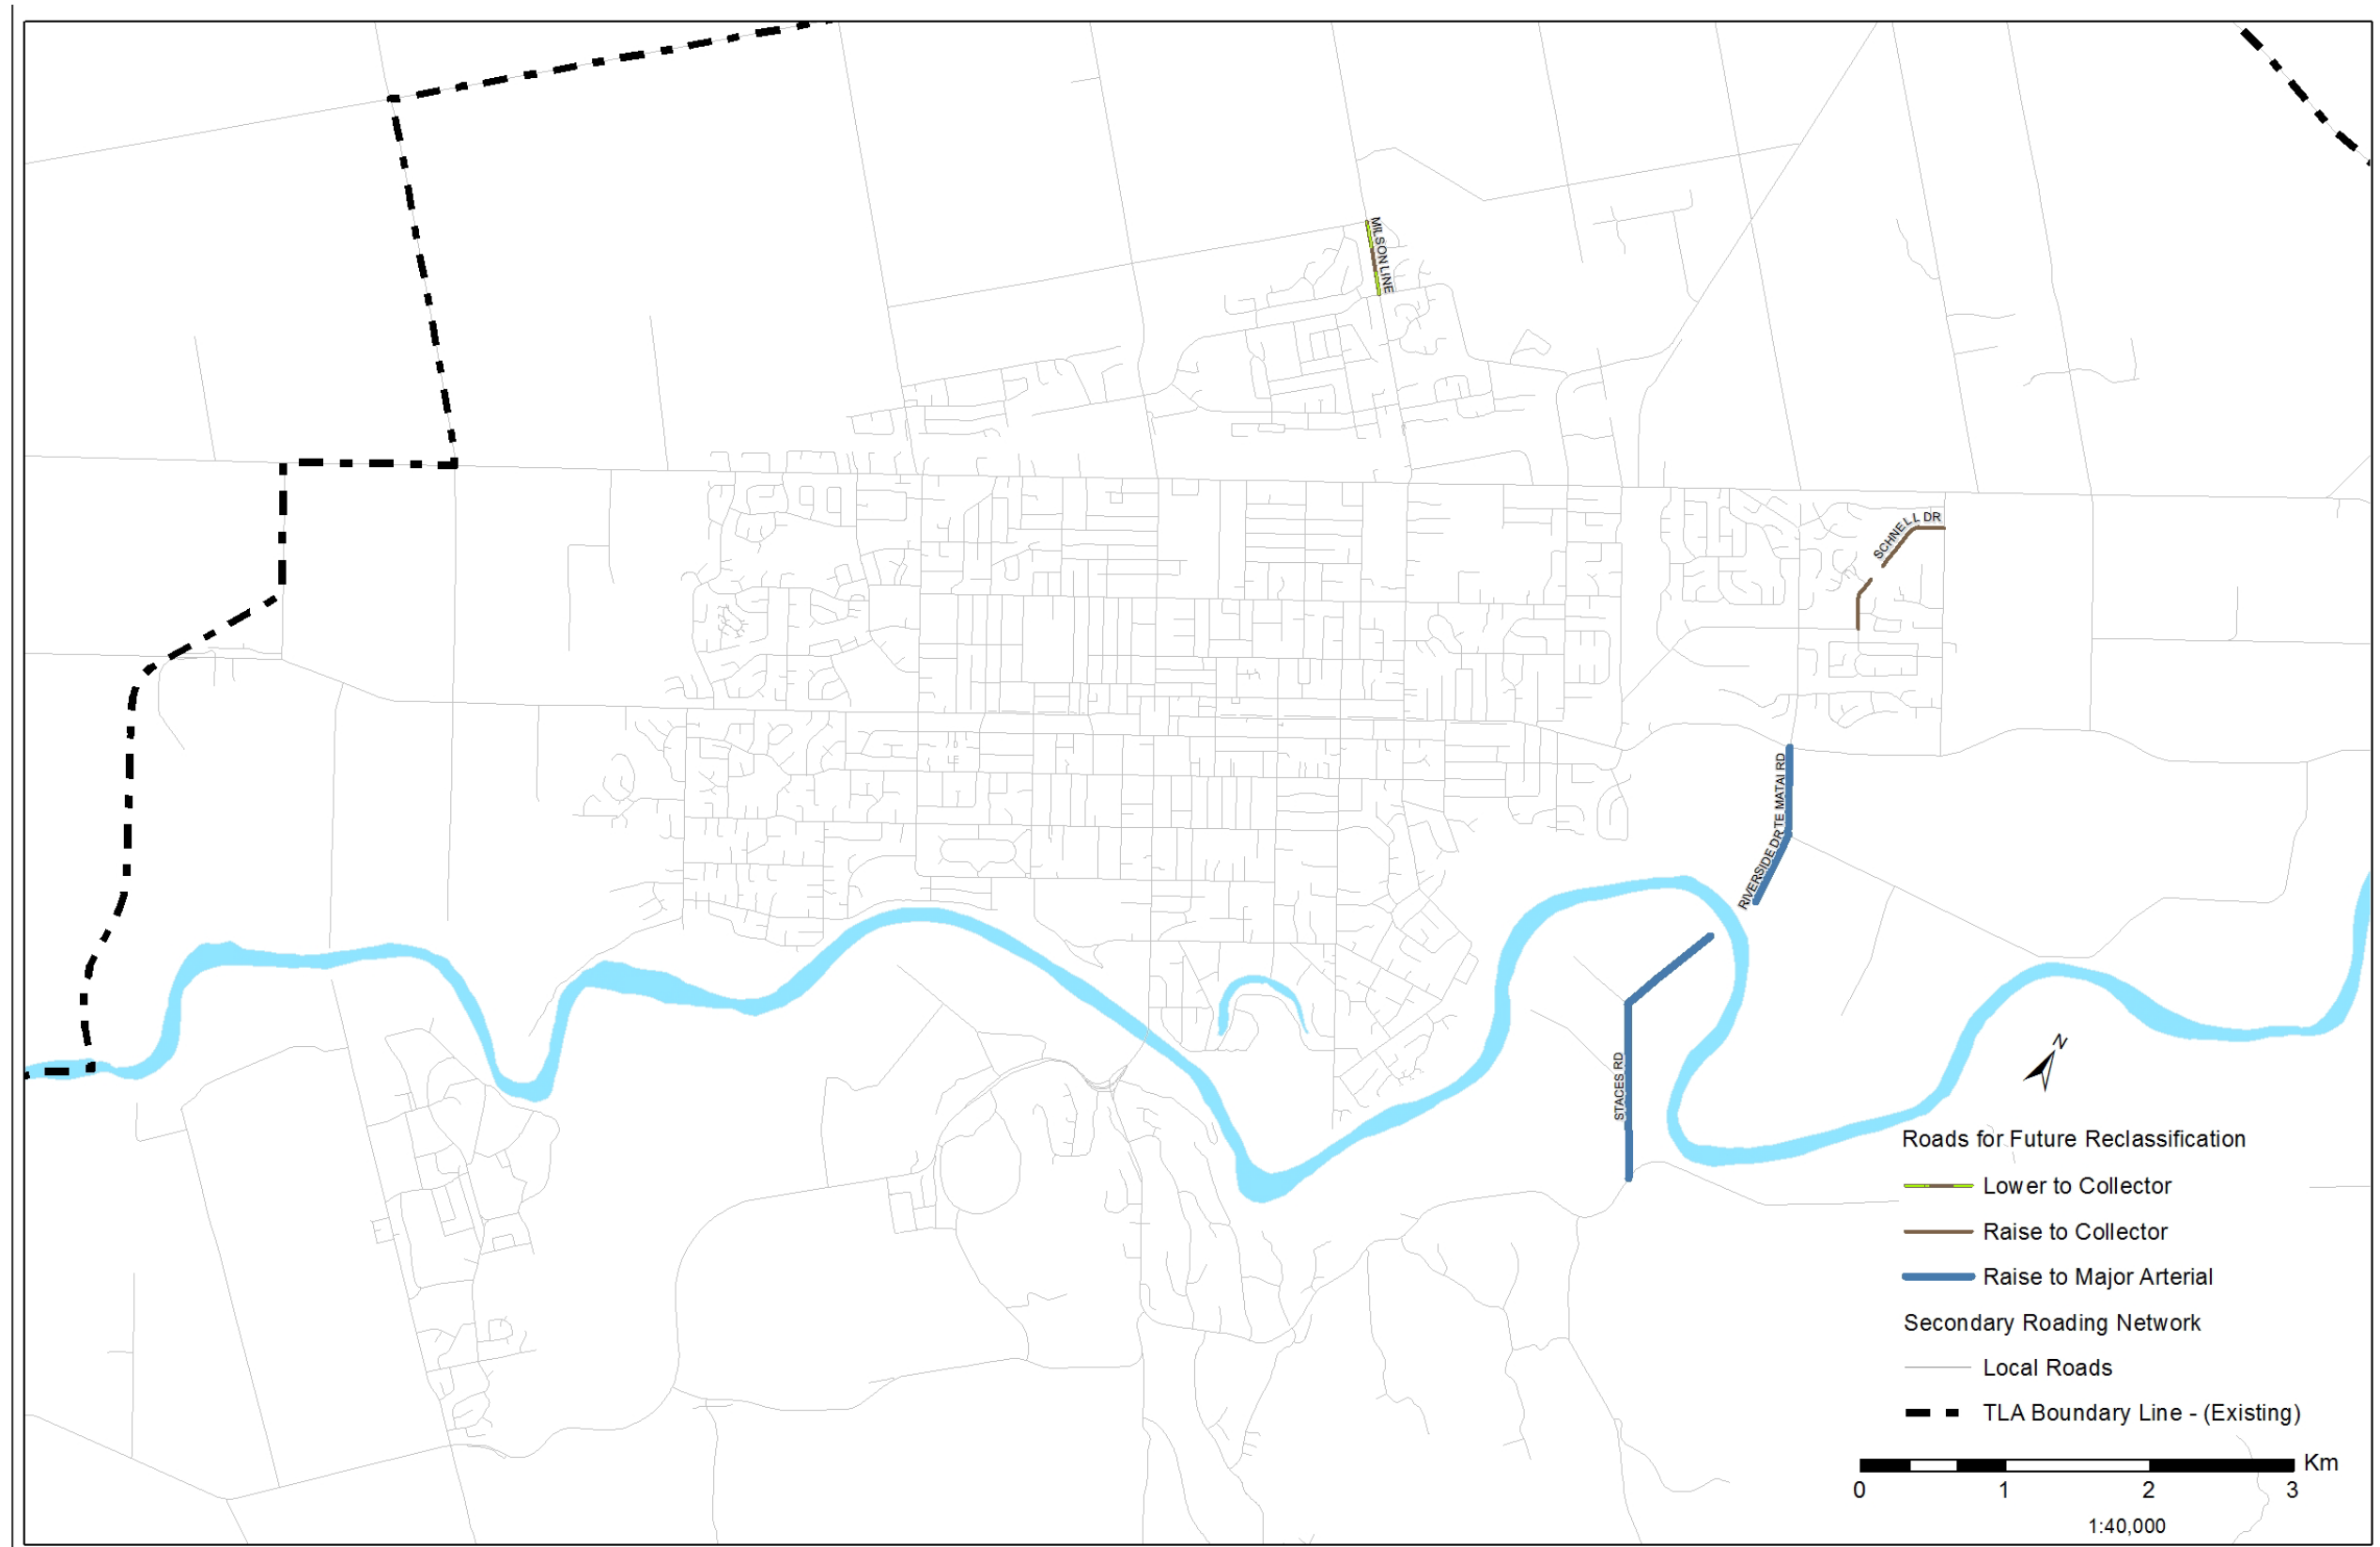 MILSON LINE
SCHNELL DR
TE MATAI RD
RIVERSIDE DR
STACES RD
N
Roads for Future Reclassification
Lower to Collector
Raise to Collector
Raise to Major Arterial
Secondary Roading Network
Local Roads
TLA Boundary Line - (Existing)
Km
0 1 2 3
1:40,000